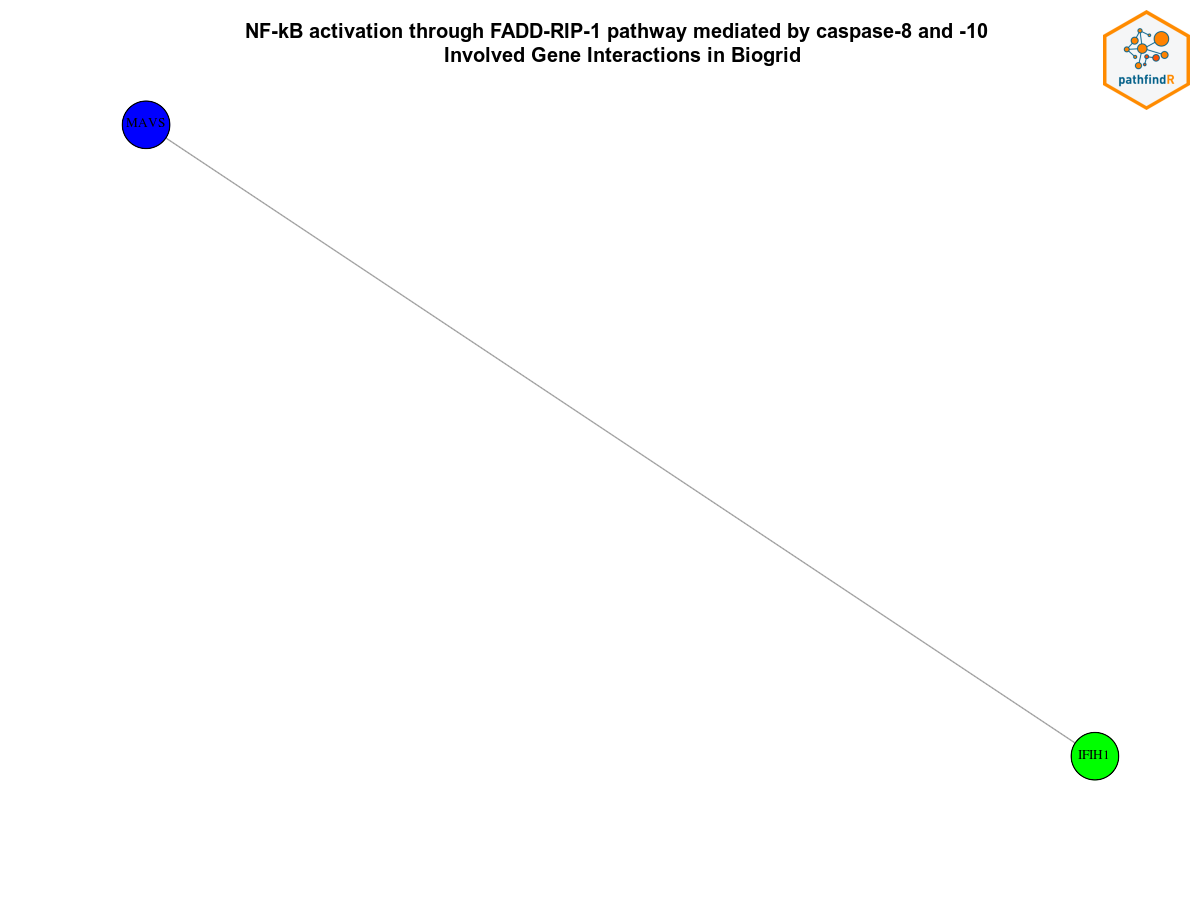 NF-kB activation through FADD-RIP-1 pathway mediated by caspase-8 and -10
Involved Gene Interactions in Biogrid
pathfindR
MAVS
IFIH1